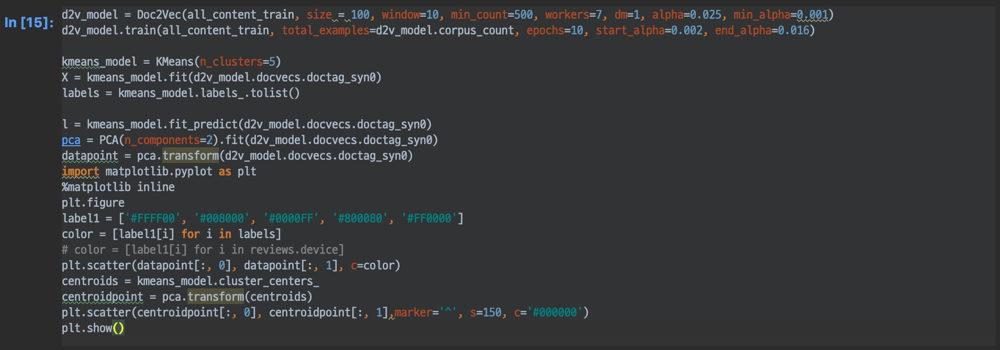 In [15]:
d2v_model = Doc2Vec(all_content_train, size = 100, window=10, min_count=500, workers=7, dm=1, alpha=0.025, min_alpha=0.001)
d2v_model.train(all_content_train, total_examples=d2v_model.corpus_count, epochs=10, start_alpha=0.002, end_alpha=0.016)
kmeans_model = KMeans(n_clusters=5)
X = kmeans_model.fit(d2v_model.docvecs.doctag_syn0)
labels = kmeans_model.labels_.tolist()
l = kmeans_model.fit_predict(d2v_model.docvecs.doctag_syn0)
pca = PCA(n_components=2).fit(d2v_model.docvecs.doctag_syn0)
datapoint = pca.transform(d2v_model.docvecs.doctag_syn0)
import matplotlib.pyplot as plt
%matplotlib inline
plt.figure
label1 = ['#FFFF00', '#008000', '#0000FF', '#800080', '#FF0000']
color = [label1[i] for i in labels]
# color = [label1[i] for i in reviews.device]
plt.scatter(datapoint[:, 0], datapoint[:, 1], c=color)
centroids = kmeans_model.cluster_centers_
centroidpoint = pca.transform(centroids)
plt.scatter(centroidpoint[:, 0], centroidpoint[:, 1],marker='^', s=150, c='#000000')
plt.show()